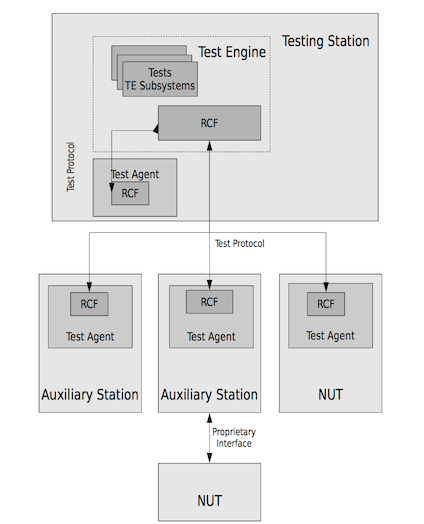 Testing Station
Test Engine
Tests
TE Subsystems
RCF
Test Protocol
Test Agent
RCF
Test Protocol
RCF
Test Agent
Auxiliary Station
RCF
Test Agent
Auxiliary Station
RCF
Test Agent
NUT
Proprietary
Interface
NUT